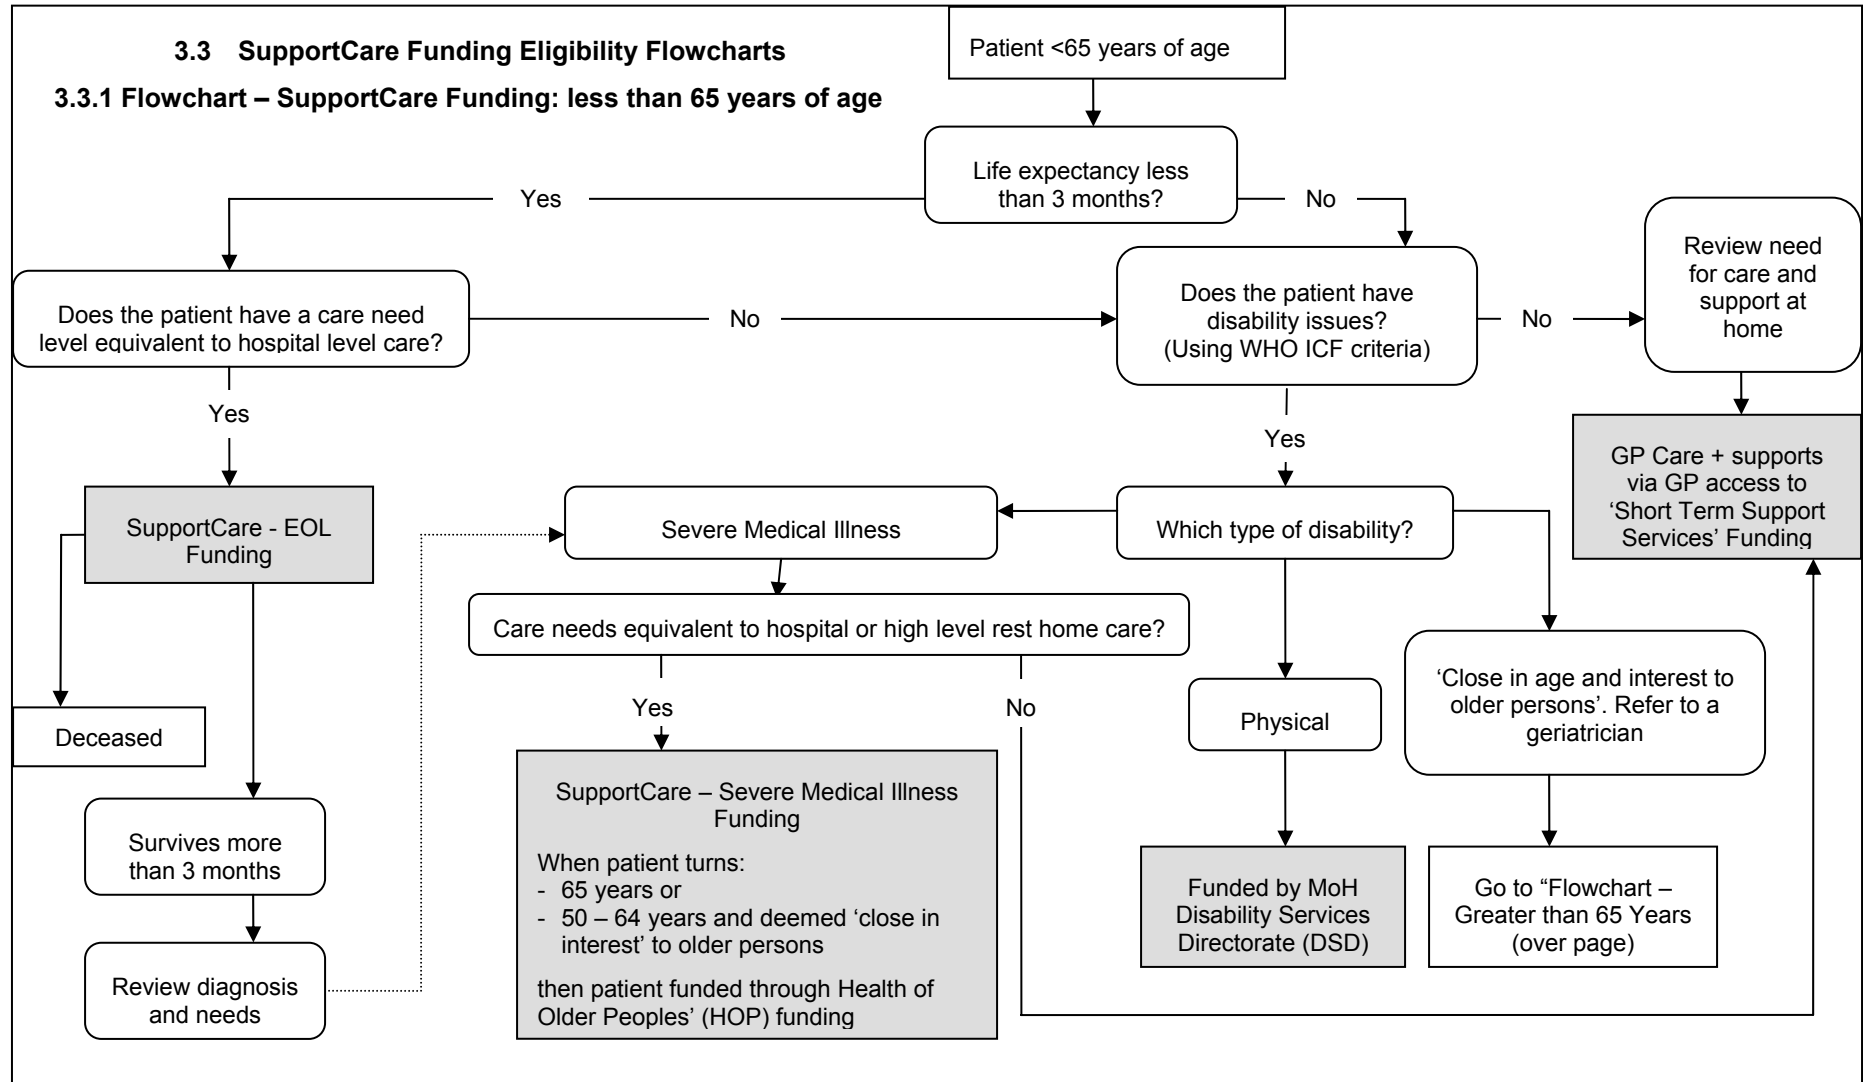 3.3 SupportCare Funding Eligibility Flowcharts
3.3.1 Flowchart – SupportCare Funding: less than 65 years of age
Patient <65 years of age
Life expectancy less
than 3 months?
Yes
No
Does the patient have a care need
level equivalent to hospital level care?
No
Does the patient have
disability issues?
(Using WHO ICF criteria)
No
Review need
for care and
support at
home
Yes
Yes
GP Care + supports
via GP access to
‘Short Term Support
Services’ Funding
SupportCare - EOL
Funding
Severe Medical Illness
Which type of disability?
Care needs equivalent to hospital or high level rest home care?
Yes
No
Deceased
Physical
‘Close in age and interest to
older persons’. Refer to a
geriatrician
Survives more
than 3 months
SupportCare – Severe Medical Illness
Funding
When patient turns:
- 65 years or
- 50 – 64 years and deemed ‘close in
interest’ to older persons
then patient funded through Health of
Older Peoples’ (HOP) funding
Funded by MoH
Disability Services
Directorate (DSD)
Go to “Flowchart –
Greater than 65 Years
(over page)
Review diagnosis
and needs